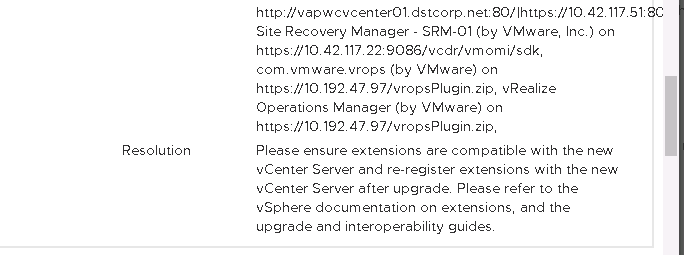 http://vapwcvcenter01.dstcorp.net:80/|https://10.42.117.51:80
Site Recovery Manager - SRM-01 (by VMware, Inc.) on
https://10.42.117.22:9086/vcdr/vmomi/sdk,
com.vmware.vrops (by VMware) on
https://10.192.47.97/vropsPlugin.zip, vRealize
Operations Manager (by VMware) on
https://10.192.47.97/vropsPlugin.zip,
Resolution
Please ensure extensions are compatible with the new
vCenter Server and re-register extensions with the new
vCenter Server after upgrade. Please refer to the
vSphere documentation on extensions, and the
upgrade and interoperability guides.